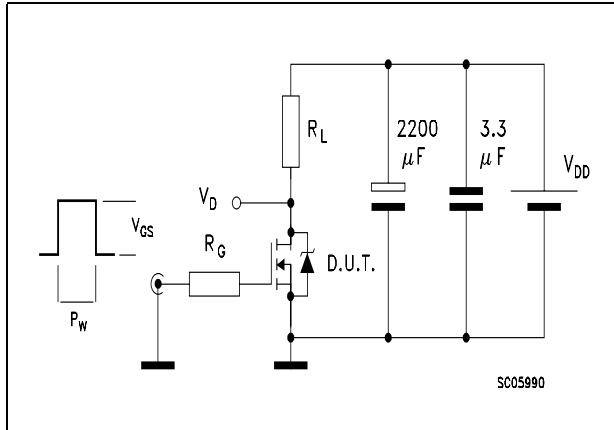 R_L
2200 μF
3.3 μF
V_DD
V_D
V_GS
R_G
D.U.T.
P_W
SC05990